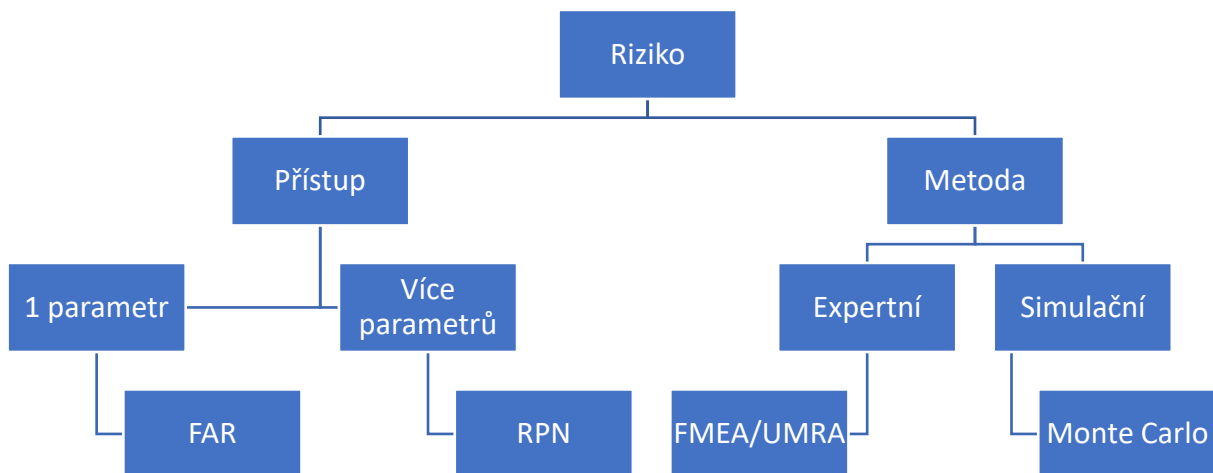 Riziko
Přístup
Metoda
1 parametr
Více
parametrů
Expertní
Simulační
FAR
RPN
FMEA/UMRA
Monte Carlo